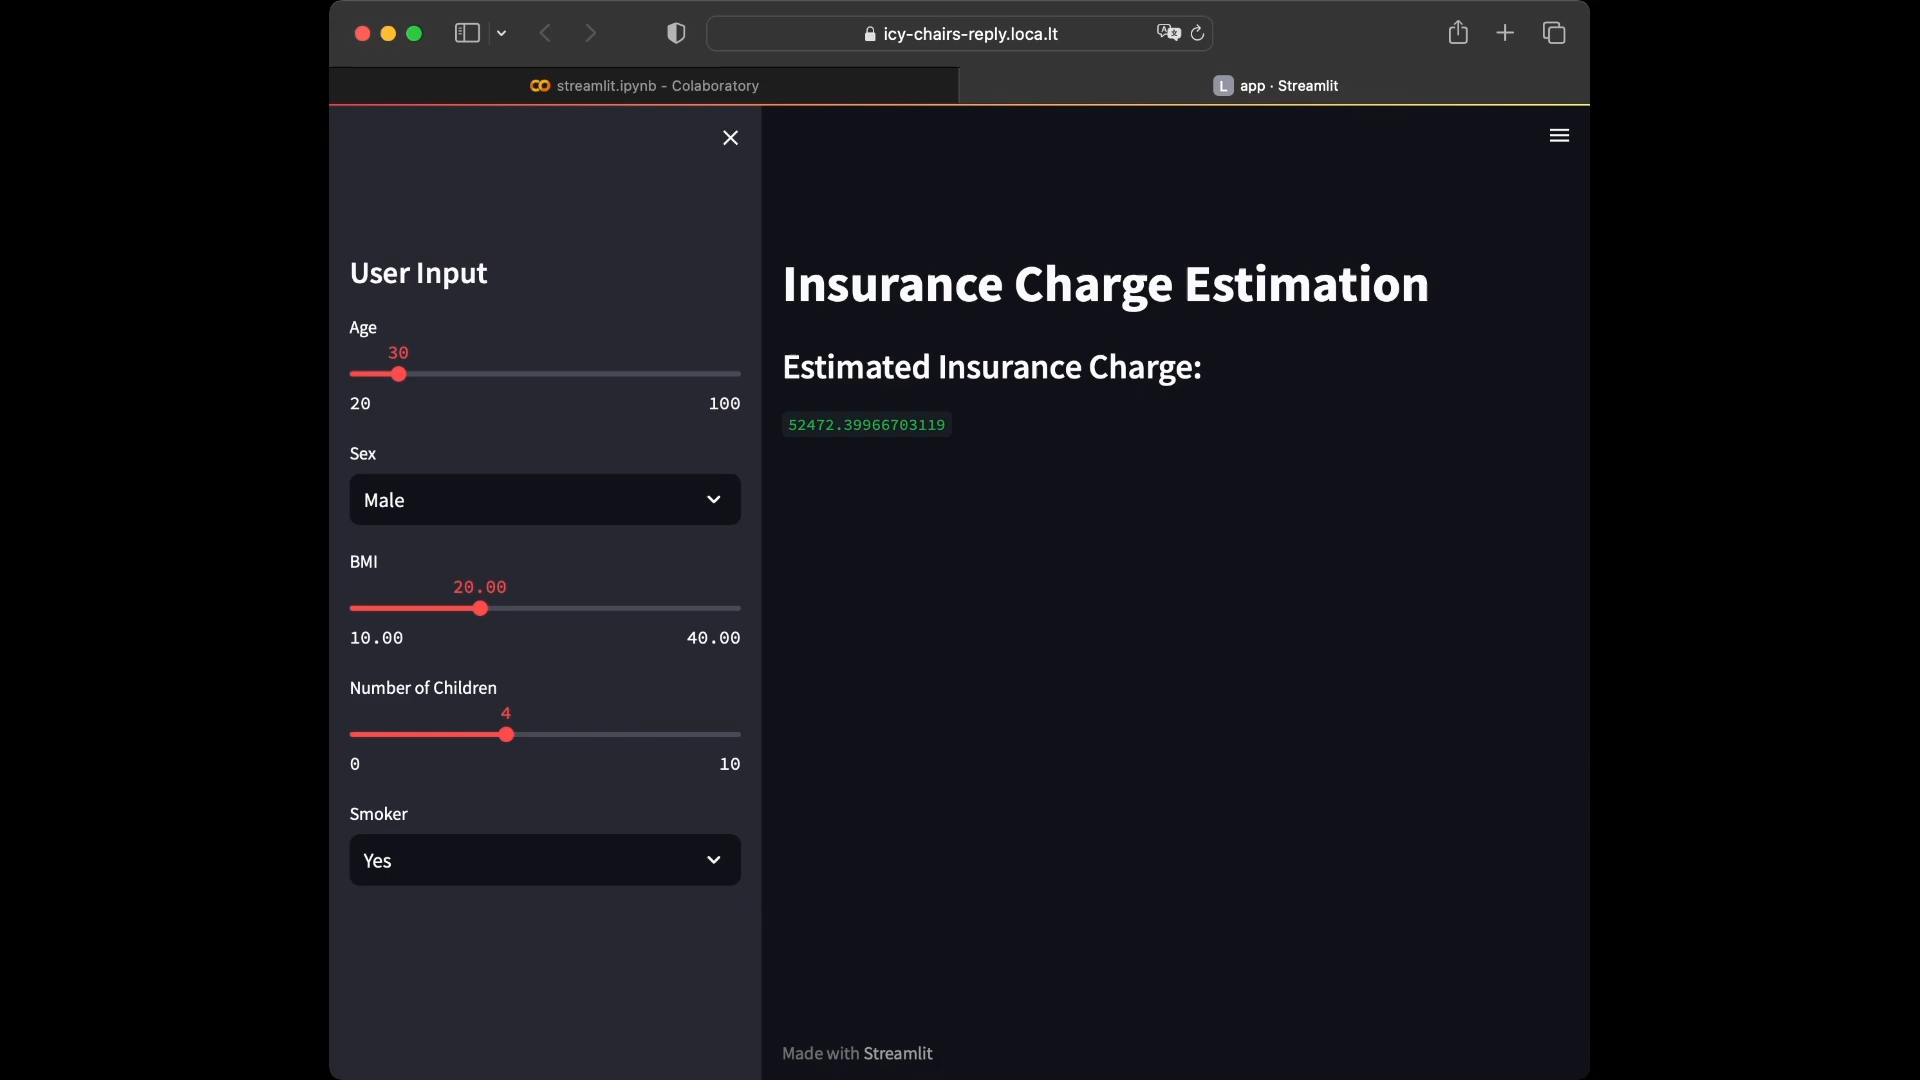 icy-chairs-reply.loca.lt
streamlit.ipynb - Colaboratory
L app · Streamlit
User Input
Age
30
20 100
Sex
Male
BMI
20.00
10.00 40.00
Number of Children
4
0 10
Smoker
Yes
Insurance Charge Estimation
Estimated Insurance Charge:
52472.39966703119
Made with Streamlit